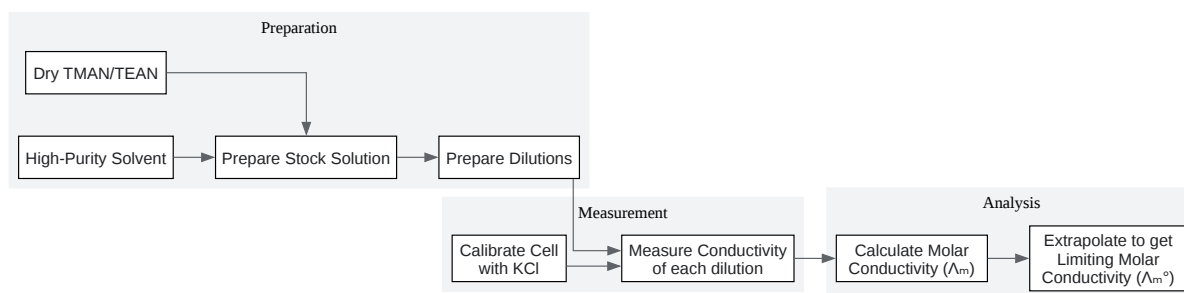 Preparation
Dry TMAN/TEAN
High-Purity Solvent
Prepare Stock Solution
Prepare Dilutions
Measurement
Calibrate Cell
with KCl
Measure Conductivity
of each dilution
Analysis
Calculate Molar
Conductivity (Λₘ)
Extrapolate to get
Limiting Molar
Conductivity (Λₘ°)